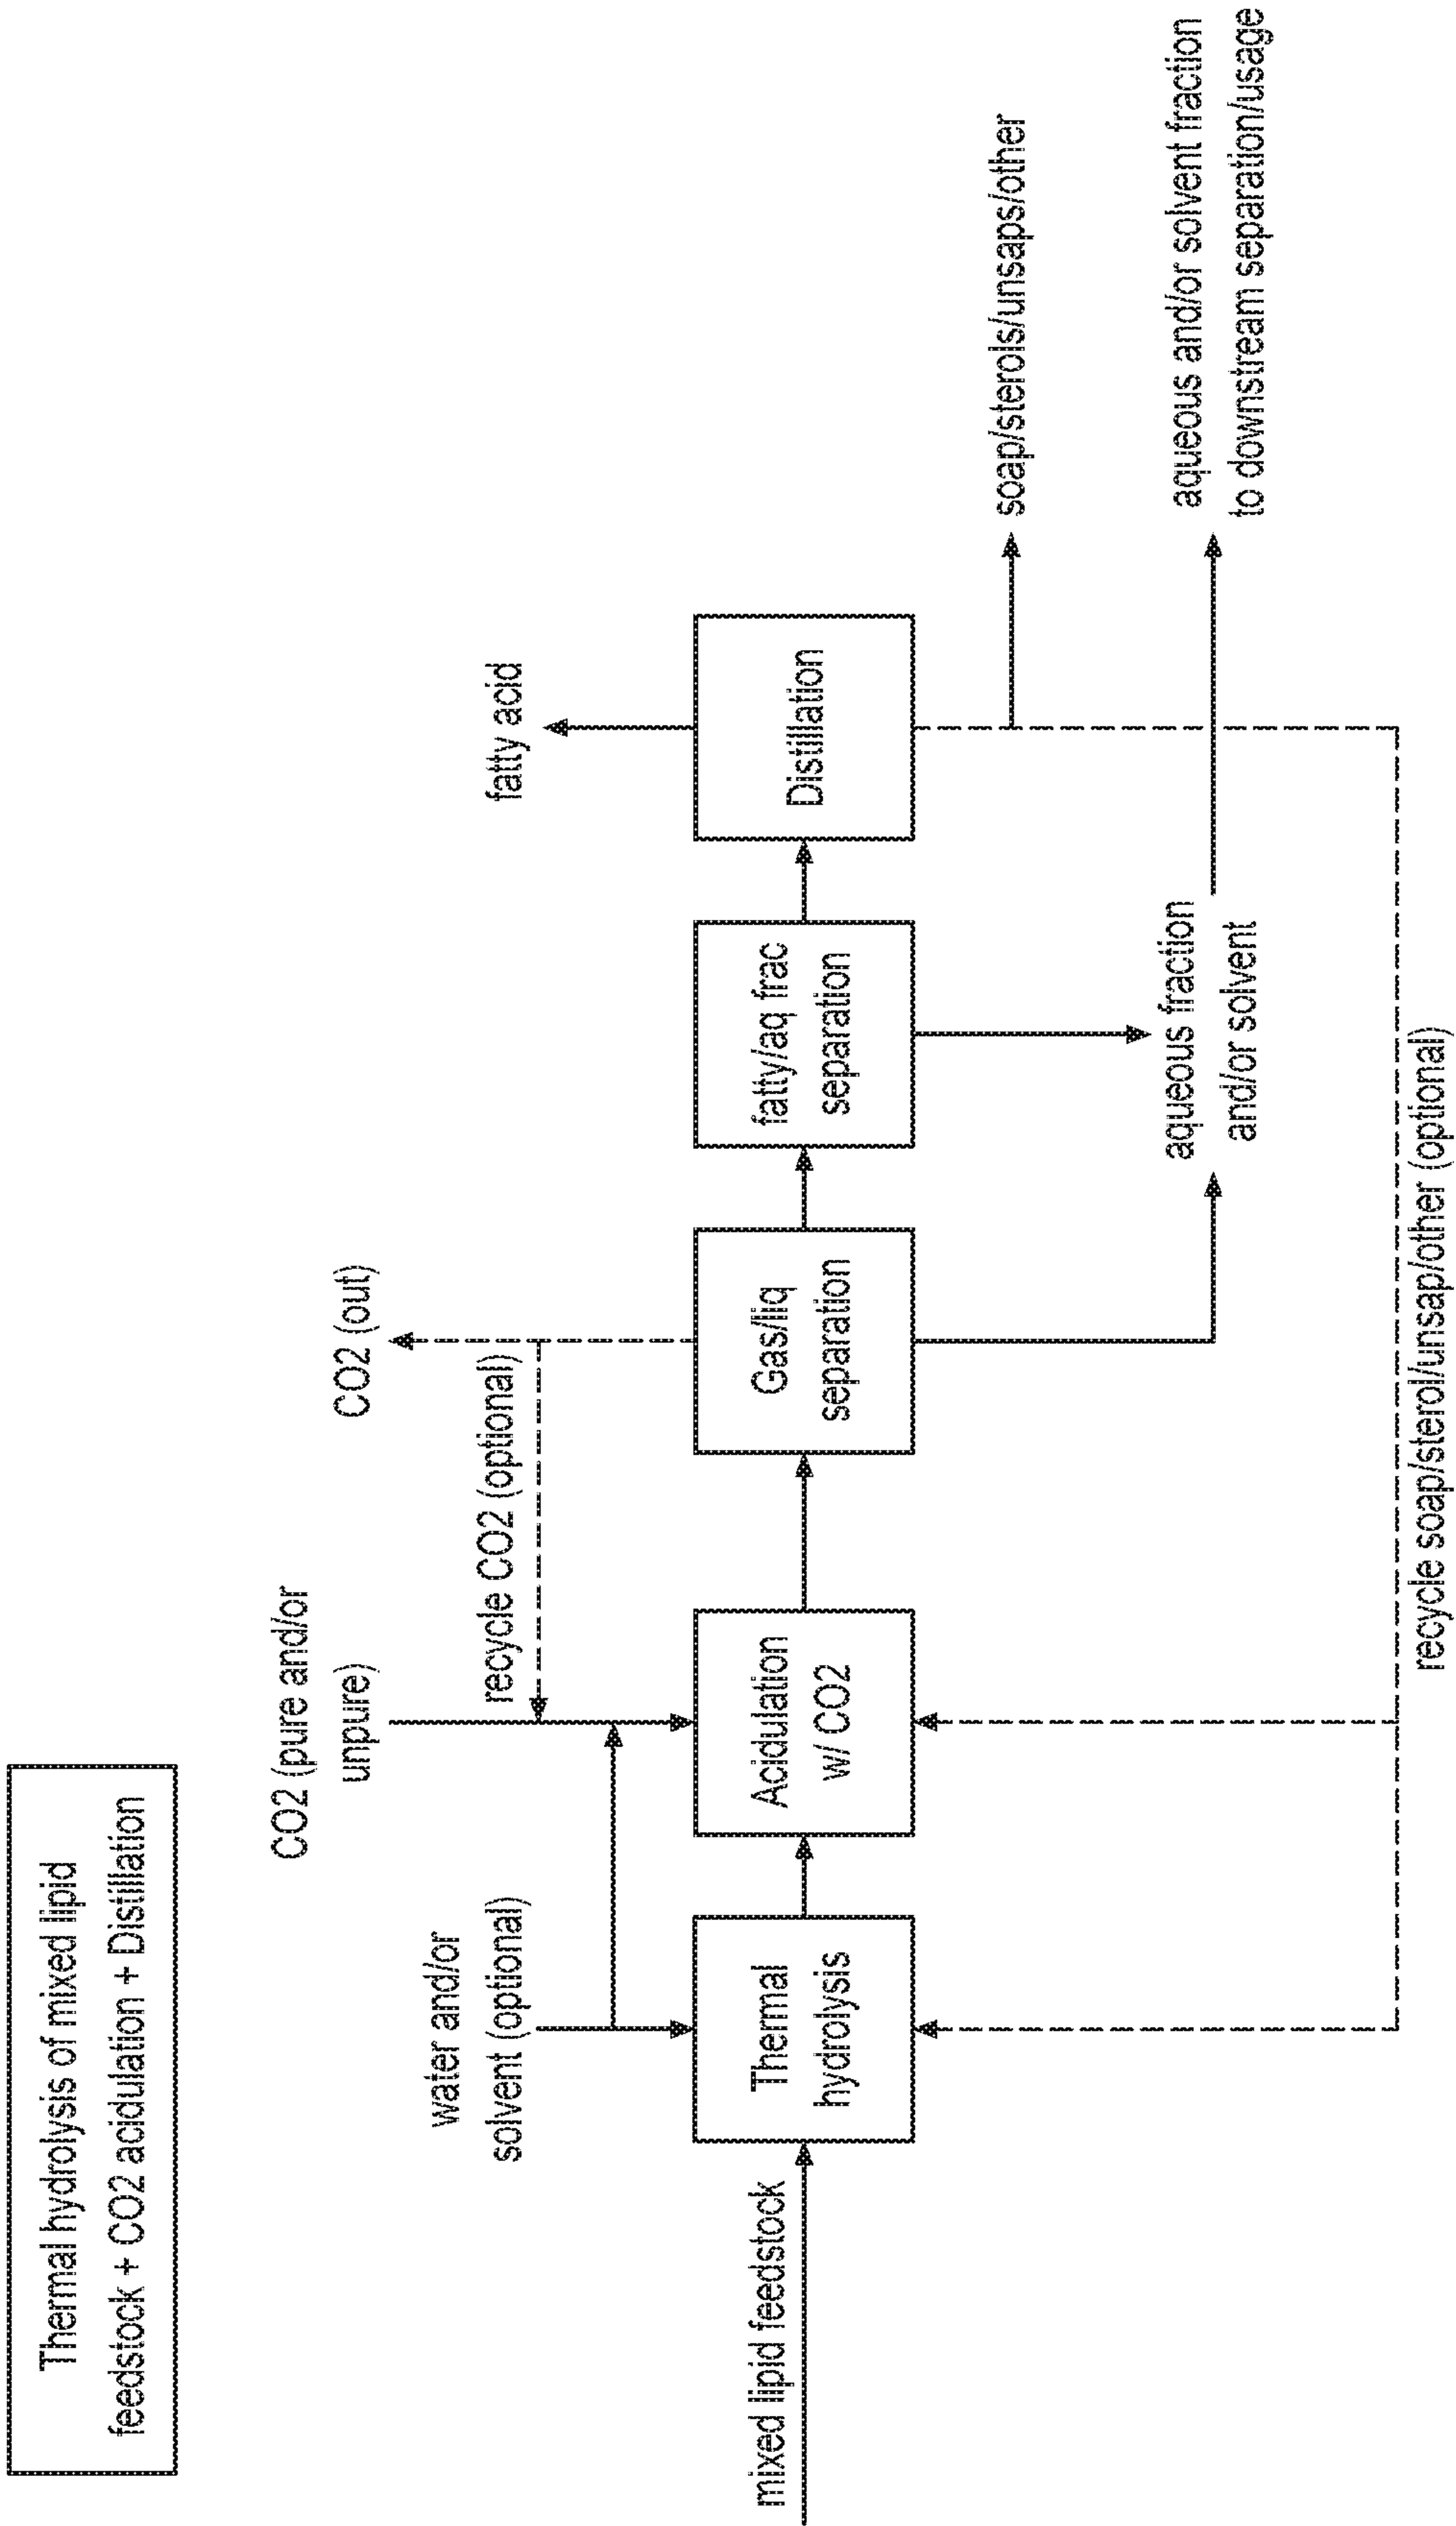 Thermal hydrolysis of mixed lipid
feedstock + CO2 acidulation + Distillation
CO2 (pure and/or
unpure)
CO2 (out)
water and/or
solvent (optional)
recycle CO2 (optional)
fatty acid
mixed lipid feedstock
Thermal
hydrolysis
Acidulation
w/ CO2
Gas/liq
separation
fatty/aq frac
separation
Distillation
soap/sterols/unsaps/other
aqueous fraction
and/or solvent
aqueous and/or solvent fraction
to downstream separation/usage
recycle soap/sterol/unsap/other (optional)